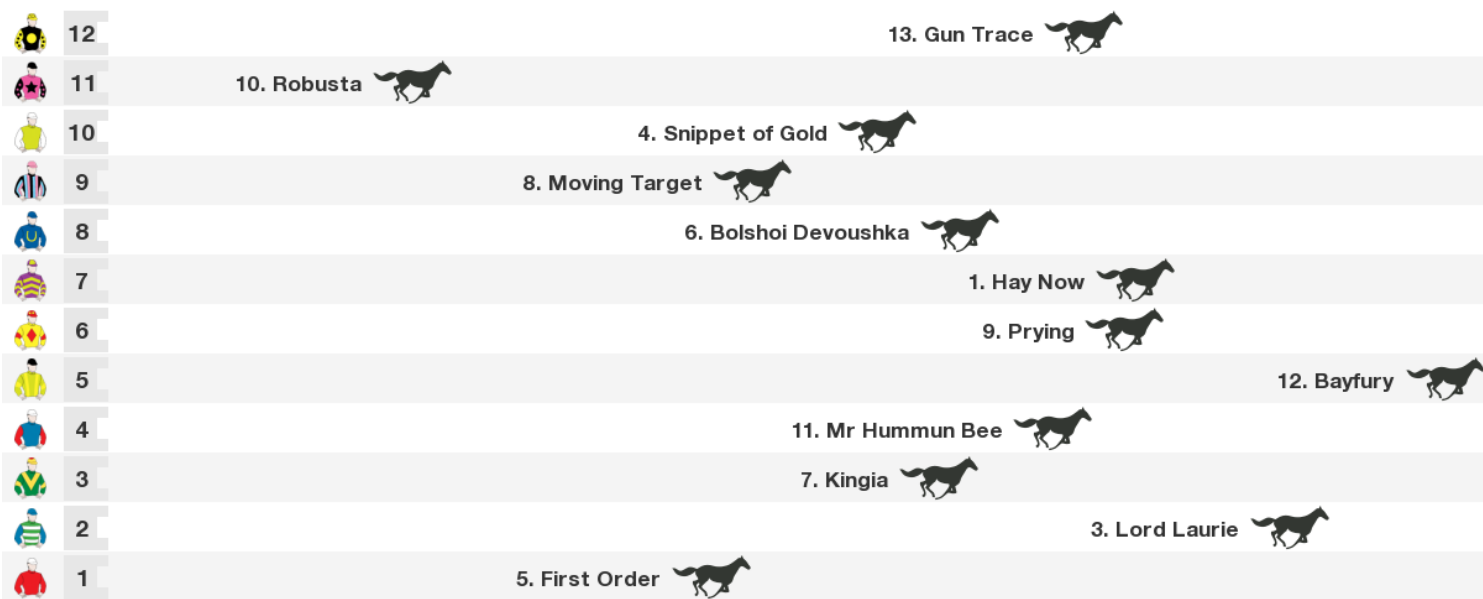 12 13. Gun Trace
11 10. Robusta
10 4. Snippet of Gold
9 8. Moving Target
8 6. Bolshoi Devoushka
7 1. Hay Now
6 9. Prying
5 12. Bayfury
4 11. Mr Hummun Bee
3 7. Kingia
2 3. Lord Laurie
1 5. First Order